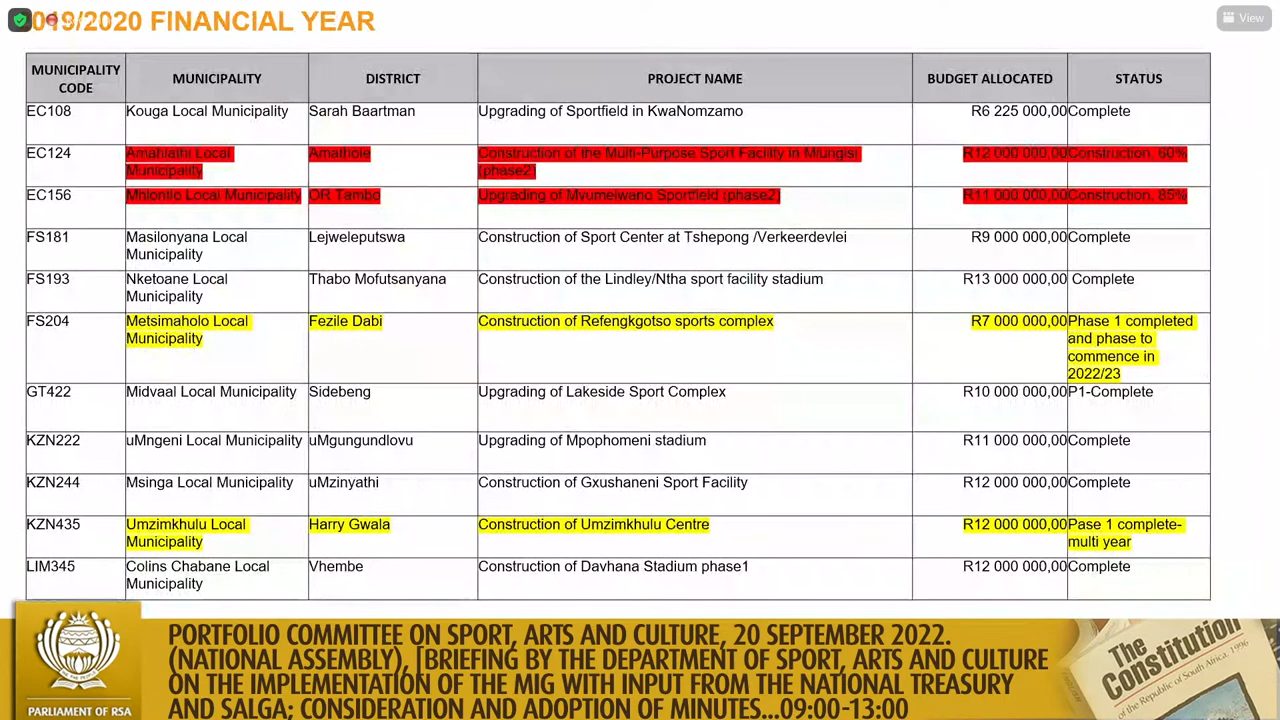 019/2020 FINANCIAL YEAR
View
MUNICIPALITY CODE MUNICIPALITY DISTRICT PROJECT NAME BUDGET ALLOCATED STATUS
EC108 Kouga Local Municipality Sarah Baartman Upgrading of Sportfield in KwaNomzamo R6 225 000,00 Complete
EC124 Amahlathi Local Municipality Amathole Construction of the Multi-Purpose Sport Facility in Mlungisi (phase2) R12 000 000,00 Construction, 60%
EC156 Mhlontlo Local Municipality OR Tambo Upgrading of Mvumelwano Sportfield (phase2) R11 000 000,00 Construction, 85%
FS181 Masilonyana Local Municipality Lejweleputswa Construction of Sport Center at Tshepong /Verkeerdevlei R9 000 000,00 Complete
FS193 Nketoane Local Municipality Thabo Mofutsanyana Construction of the Lindley/Ntha sport facility stadium R13 000 000,00 Complete
FS204 Metsimaholo Local Municipality Fezile Dabi Construction of Refengkgotso sports complex R7 000 000,00 Phase 1 completed and phase to commence in 2022/23
GT422 Midvaal Local Municipality Sidebeng Upgrading of Lakeside Sport Complex R10 000 000,00 P1-Complete
KZN222 uMngeni Local Municipality uMgungundlovu Upgrading of Mpophomeni stadium R11 000 000,00 Complete
KZN244 Msinga Local Municipality uMzinyathi Construction of Gxushaneni Sport Facility R12 000 000,00 Complete
KZN435 Umzimkhulu Local Municipality Harry Gwala Construction of Umzimkhulu Centre R12 000 000,00 Pase 1 complete- multi year
LIM345 Colins Chabane Local Municipality Vhembe Construction of Davhana Stadium phase1 R12 000 000,00 Complete
PORTFOLIO COMMITTEE ON SPORT, ARTS AND CULTURE, 20 SEPTEMBER 2022.
(NATIONAL ASSEMBLY), [BRIEFING BY THE DEPARTMENT OF SPORT, ARTS AND CULTURE
ON THE IMPLEMENTATION OF THE MIG WITH INPUT FROM THE NATIONAL TREASURY
AND SALGA; CONSIDERATION AND ADOPTION OF MINUTES...09:00-13:00
PARLIAMENT OF RSA
The
Constitution
of the Republic of South Africa, 1996